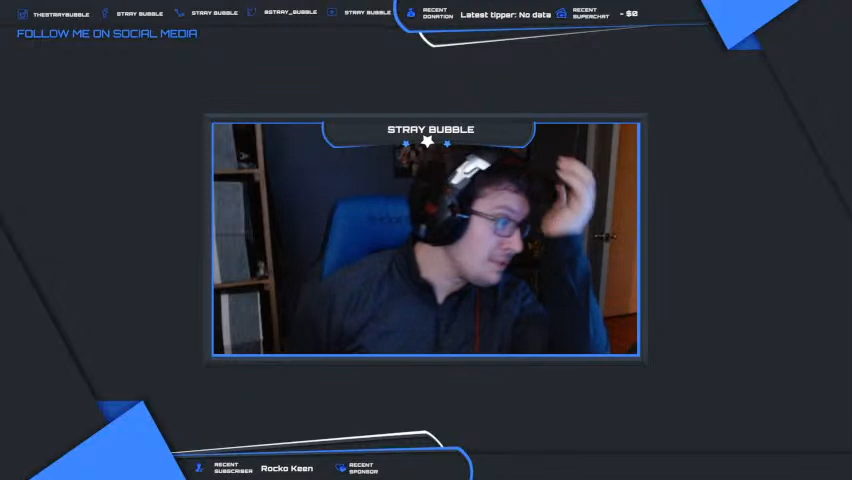 THESTRAYBUBBLE STRAY BUBBLE STRAY BUBBLE @STRAY_BUBBLE STRAY BUBBLE
FOLLOW ME ON SOCIAL MEDIA
RECENT DONATION Latest tipper: No data
RECENT SUPERCHAT - $0
STRAY BUBBLE
RECENT SUBSCRIBER Rocko Keen
RECENT SPONSOR